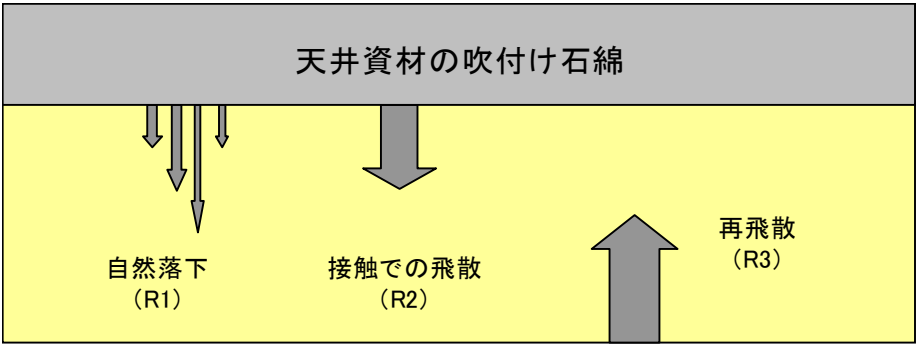 天井資材の吹付け石綿
自然落下
（R1）
接触での飛散
（R2）
再飛散
（R3）